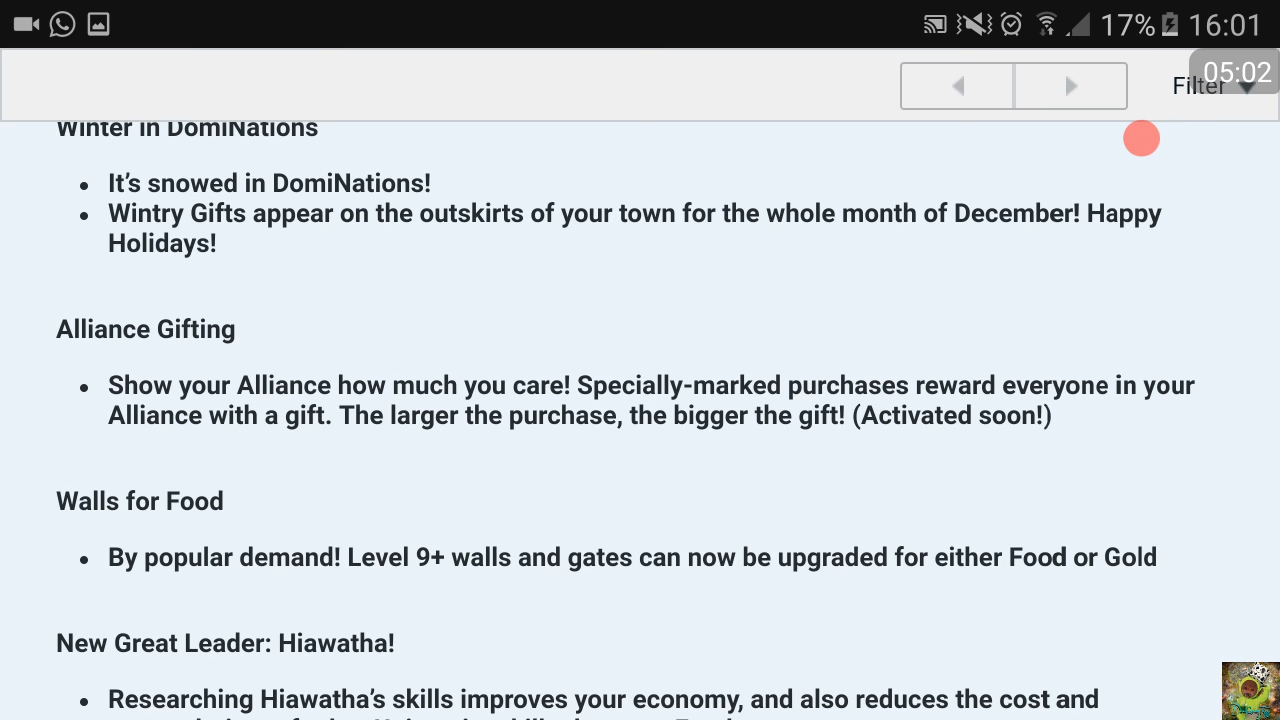 17% 16:01
05:02
Filter
Winter in DomiNations
It's snowed in DomiNations!
Wintry Gifts appear on the outskirts of your town for the whole month of December! Happy
Holidays!
Alliance Gifting
Show your Alliance how much you care! Specially-marked purchases reward everyone in your
Alliance with a gift. The larger the purchase, the bigger the gift! (Activated soon!)
Walls for Food
By popular demand! Level 9+ walls and gates can now be upgraded for either Food or Gold
New Great Leader: Hiawatha!
Researching Hiawatha's skills improves your economy, and also reduces the cost and